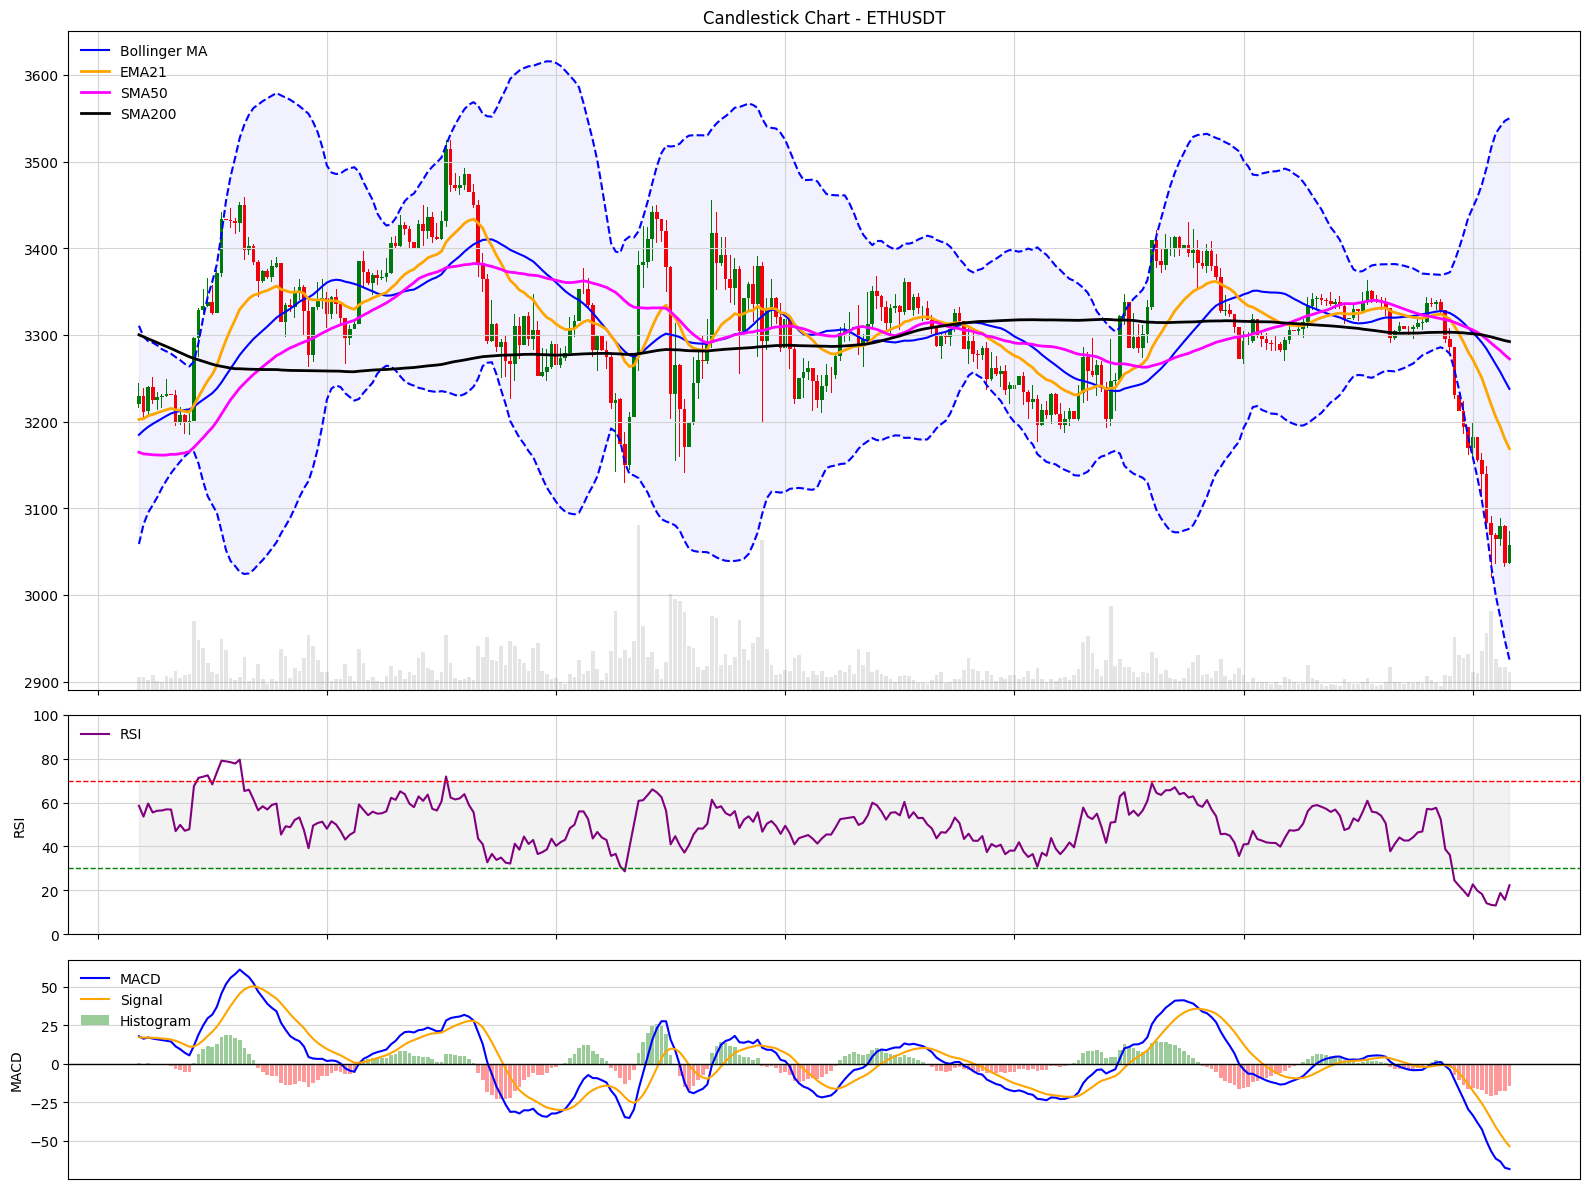 Candlestick Chart - ETHUSDT
Bollinger MA
EMA21
SMA50
SMA200
3600
3500
3400
3300
3200
3100
3000
2900
100
80
60
40
20
0
RSI
RSI
50
25
0
−25
−50
MACD
MACD
Signal
Histogram